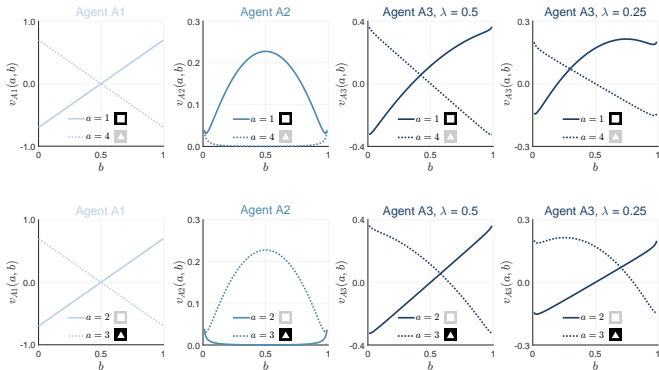 Agent A1
Agent A2
Agent A3, λ = 0.5
Agent A3, λ = 0.25
1.0
0.0
-1.0
0
0.5
1
b
v_{A1}(a, b)
a = 1
a = 4
0.3
0.2
0.1
0.0
0
0.5
1
b
v_{A2}(a, b)
a = 1
a = 4
0.4
0.0
-0.4
0
0.5
1
b
v_{A3}(a, b)
a = 1
a = 4
0.3
0.0
-0.3
0
0.5
1
b
v_{A3}(a, b)
a = 1
a = 4
Agent A1
Agent A2
Agent A3, λ = 0.5
Agent A3, λ = 0.25
1.0
0.0
-1.0
0
0.5
1
b
v_{A1}(a, b)
a = 2
a = 3
0.3
0.2
0.1
0.0
0
0.5
1
b
v_{A2}(a, b)
a = 2
a = 3
0.4
0.0
-0.4
0
0.5
1
b
v_{A3}(a, b)
a = 2
a = 3
0.3
0.0
-0.3
0
0.5
1
b
v_{A3}(a, b)
a = 2
a = 3